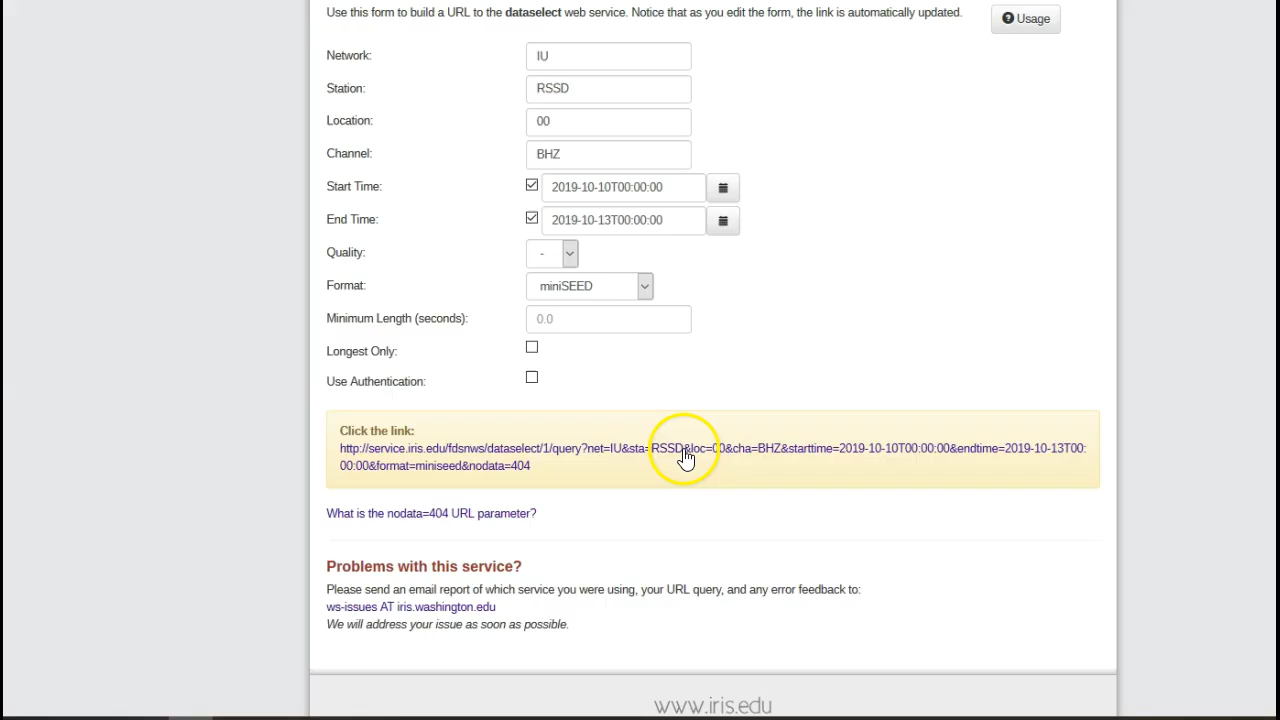 Use this form to build a URL to the dataselect web service. Notice that as you edit the form, the link is automatically updated.
Usage
Network: IU
Station: RSSD
Location: 00
Channel: BHZ
Start Time: 2019-10-10T00:00:00
End Time: 2019-10-13T00:00:00
Quality: -
Format: miniSEED
Minimum Length (seconds): 0.0
Longest Only:
Use Authentication:
Click the link:
http://service.iris.edu/fdsnws/dataselect/1/query?net=IU&sta=RSSD&loc=00&cha=BHZ&starttime=2019-10-10T00:00:00&endtime=2019-10-13T00:
00:00&format=miniseed&nodata=404
What is the nodata=404 URL parameter?
Problems with this service?
Please send an email report of which service you were using, your URL query, and any error feedback to:
ws-issues AT iris.washington.edu
We will address your issue as soon as possible.
www.iris.edu